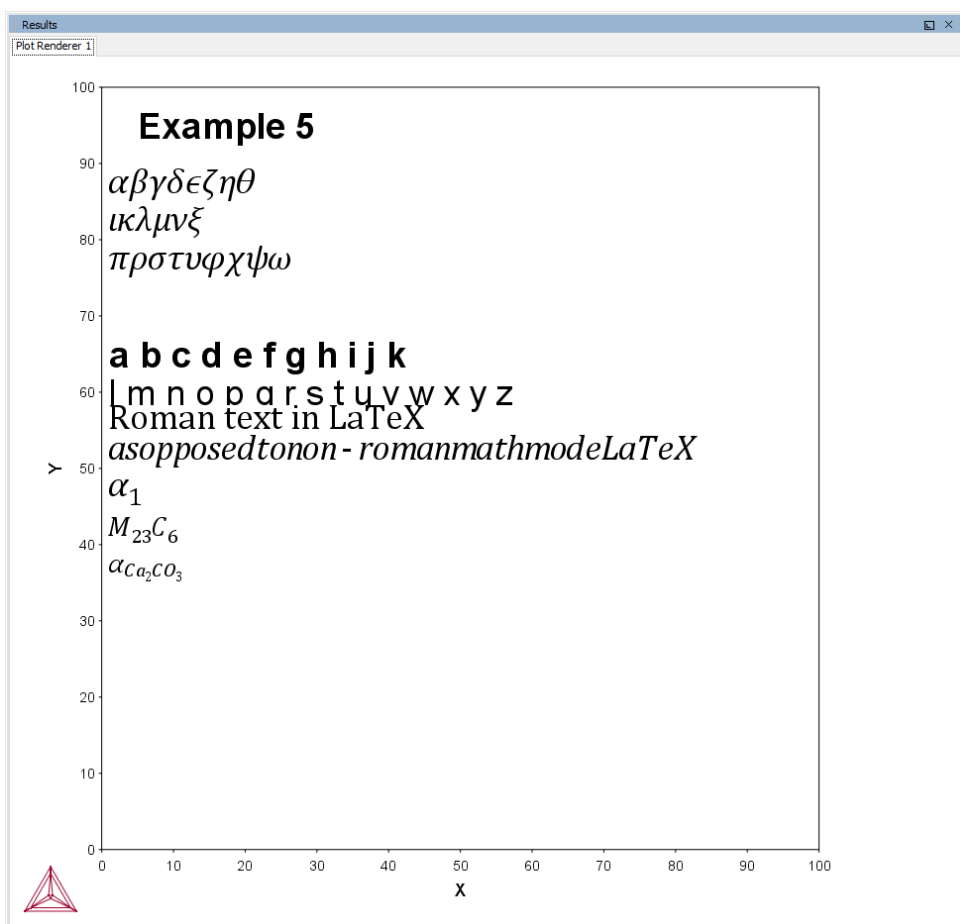 Results
Plot Renderer 1
100
Example 5
90
αβγδϵζηθ
ικλμνξ
80
πρστυφχψω
70
a b c d e f g h i j k
60
l m n o p q r s t u v w x y z
Roman text in LaTeX
asopposedtonon - romanmathmodeLaTeX
Y
50
α₁
M₂₃C₆
40
α_{Ca₂CO₃}
30
20
10
0
0 10 20 30 40 50 60 70 80 90 100
X